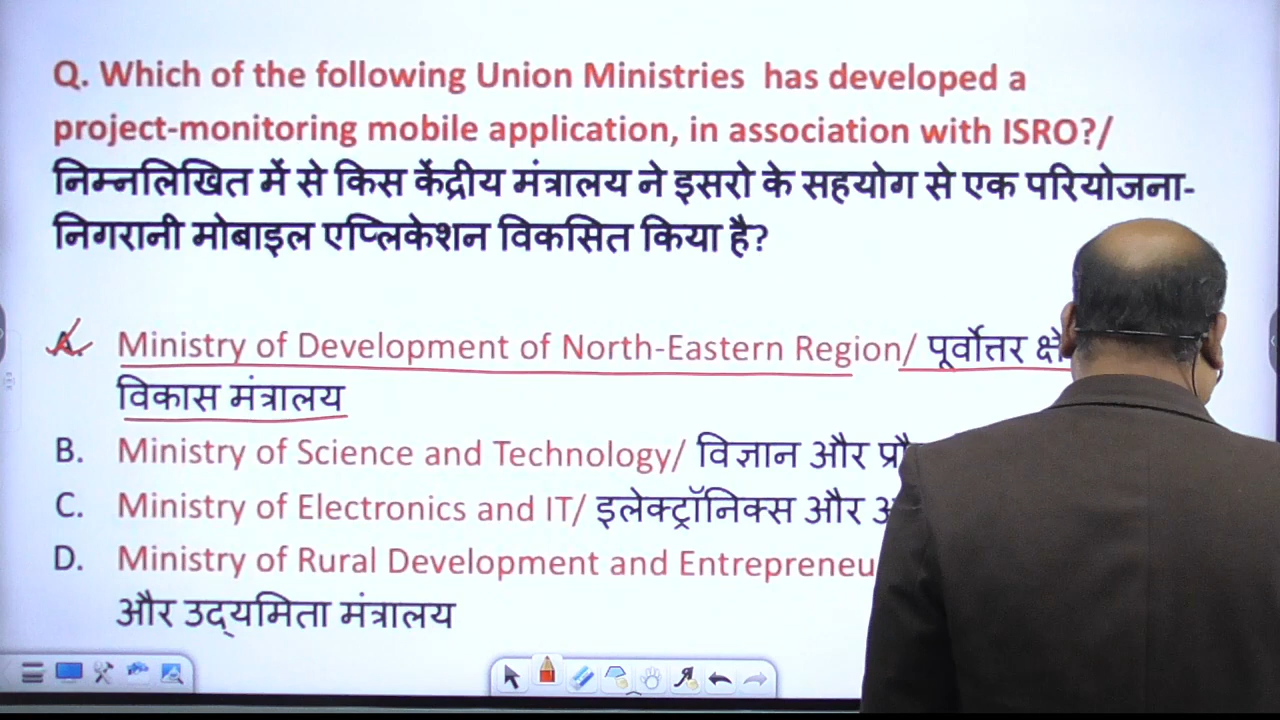 Q. Which of the following Union Ministries has developed a
project-monitoring mobile application, in association with ISRO?/
निम्नलिखित में से किस केंद्रीय मंत्रालय ने इसरो के सहयोग से एक परियोजना-
निगरानी मोबाइल एप्लिकेशन विकसित किया है?
A. Ministry of Development of North-Eastern Region/ पूर्वोत्तर
विकास मंत्रालय
B. Ministry of Science and Technology/ विज्ञान और
C. Ministry of Electronics and IT/ इलेक्ट्रॉनिक्स और
D. Ministry of Rural Development and
और उद्यमिता मंत्रालय